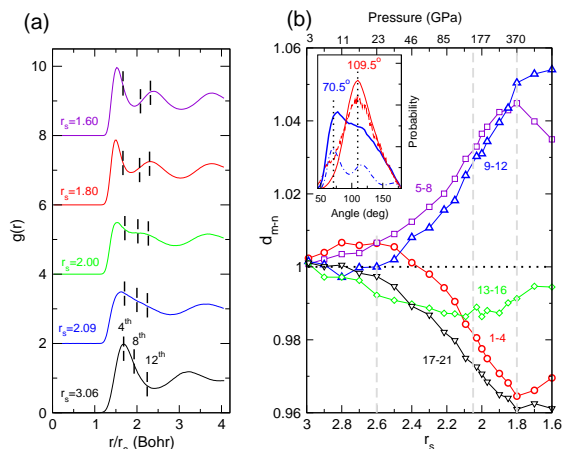 (a)
10
8
6
4
2
0
g(r)
r_s=1.60
r_s=1.80
r_s=2.00
r_s=2.09
r_s=3.06
4th
8th
12th
0 1 2 3 4
r/r_s (Bohr)
(b)
Pressure (GPa)
3 11 23 46 85 177 370
1.06
1.04
1.02
1
0.98
0.96
d_m-n
70.5°
109.5°
Probability
50 100 150
Angle (deg)
5-8
9-12
13-16
1-4
17-21
3 2.8 2.6 2.4 2.2 2 1.8 1.6
r_s